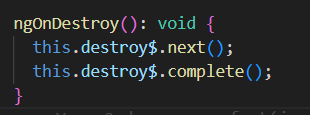 ngOnDestroy(): void {
  this.destroy$.next();
  this.destroy$.complete();
}